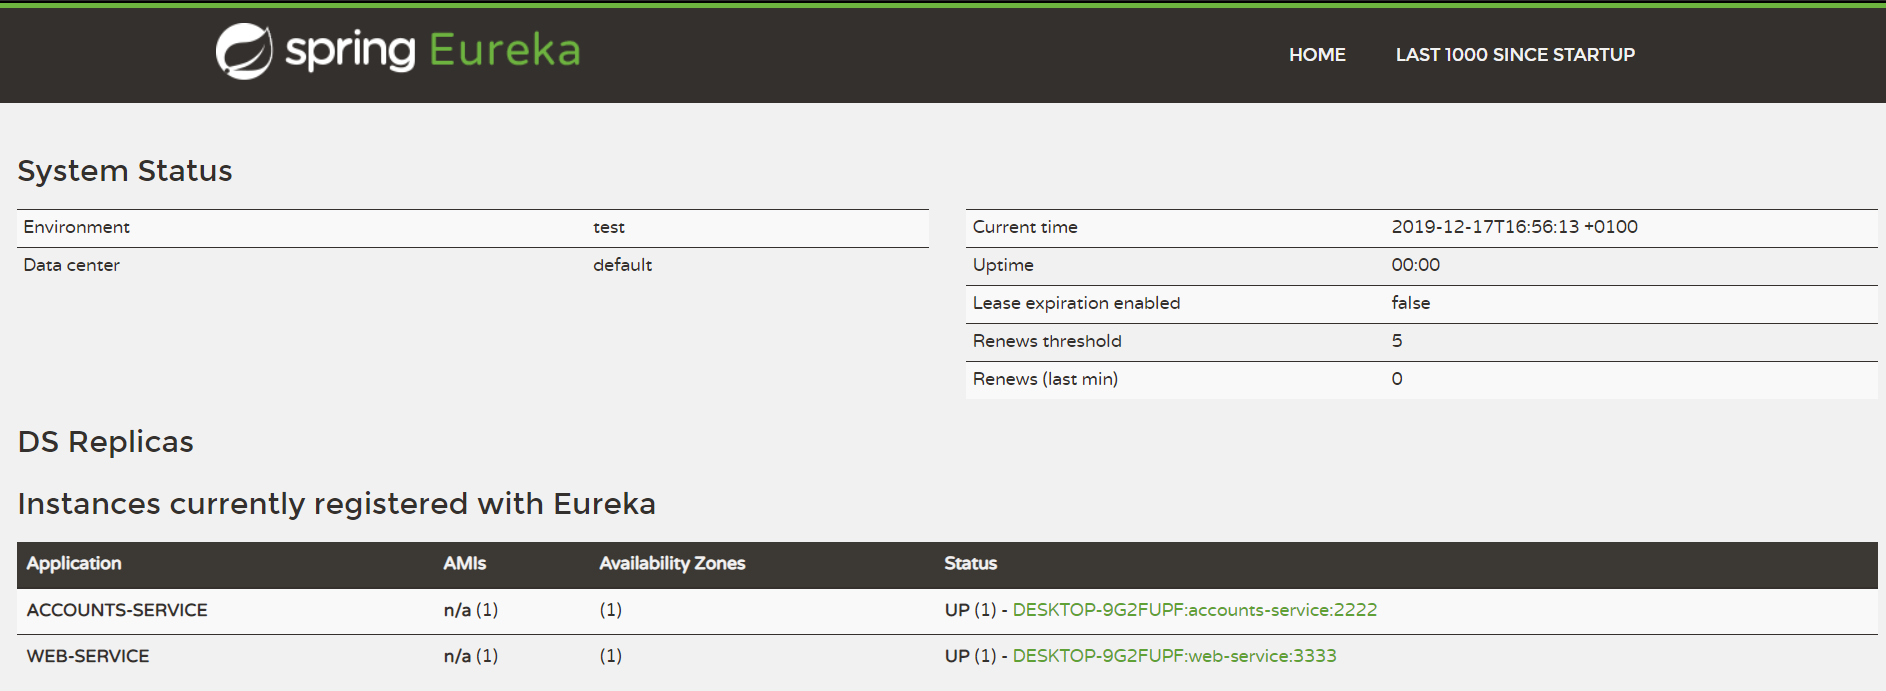 spring Eureka
HOME LAST 1000 SINCE STARTUP
System Status
Environment test
Data center default
Current time 2019-12-17T16:56:13 +0100
Uptime 00:00
Lease expiration enabled false
Renews threshold 5
Renews (last min) 0
DS Replicas
Instances currently registered with Eureka
Application AMIs Availability Zones Status
ACCOUNTS-SERVICE n/a (1) (1) UP (1) - DESKTOP-9G2FUPF:accounts-service:2222
WEB-SERVICE n/a (1) (1) UP (1) - DESKTOP-9G2FUPF:web-service:3333